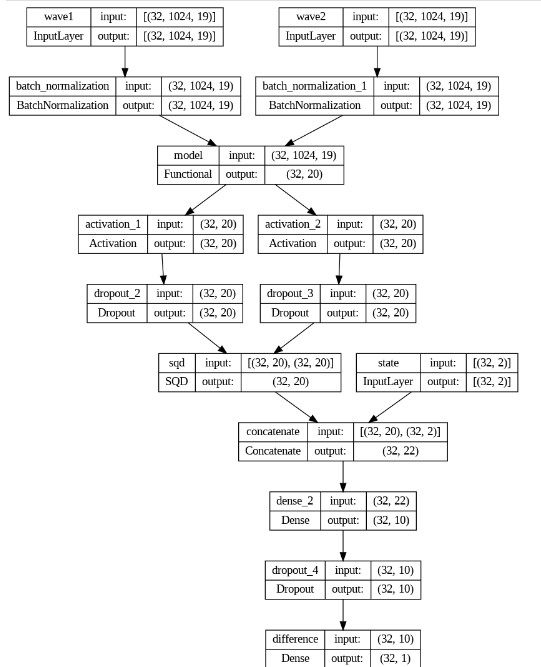 wave1 input: [(32, 1024, 19)] wave2 input: [(32, 1024, 19)]
InputLayer output: [(32, 1024, 19)] InputLayer output: [(32, 1024, 19)]
batch_normalization input: (32, 1024, 19) batch_normalization_1 input: (32, 1024, 19)
BatchNormalization output: (32, 1024, 19) BatchNormalization output: (32, 1024, 19)
model input: (32, 1024, 19)
Functional output: (32, 20)
activation_1 input: (32, 20) activation_2 input: (32, 20)
Activation output: (32, 20) Activation output: (32, 20)
dropout_2 input: (32, 20) dropout_3 input: (32, 20)
Dropout output: (32, 20) Dropout output: (32, 20)
sqd input: [(32, 20), (32, 20)] state input: [(32, 2)]
SQD output: (32, 20) InputLayer output: [(32, 2)]
concatenate input: [(32, 20), (32, 2)]
Concatenate output: (32, 22)
dense_2 input: (32, 22)
Dense output: (32, 10)
dropout_4 input: (32, 10)
Dropout output: (32, 10)
difference input: (32, 10)
Dense output: (32, 1)